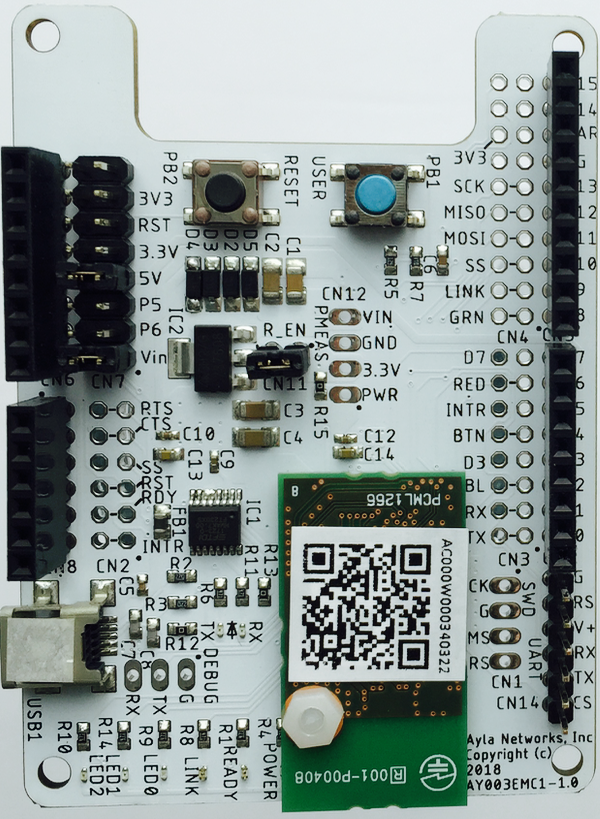 PB2
RESET
USER
PB1
15
14
AR
3V3
G
SCK
13
MISO
12
MOSI
11
SS
10
LINK
9
GRN
8
3V3
RST
3.3V
5V
P5
P6
Vin
D4
D3
D2
D5
C2
C1
R5
R7
C6
IC2
R_EN
CN11
PMEAS
CN12
VIN
GND
3.3V
PWR
R15
CN4
D7
7
RED
6
INTR
5
BTN
4
D3
3
BL
2
1
TX
0
CN3
CN6
CN7
RTS
CTS
SS
RST
RDY
INTR
CN2
C10
C3
C4
C12
C14
C13
C9
FB1
IC1
R2
R3
R12
R6
R11
R13
C5
C7
C8
TX
RX
DEBUG
RX
TX
G
USB1
R10
LED2
R14
LED1
R9
LED0
R8
LINK
R1
READY
R4
POWER
8
PCML1266
AC000W000340322
R 001-P00408
CK
G
MS
RS
SWD
UART
CN1
CN14
G
RS
V+
RX
TX
CS
Ayla Networks, Inc
Copyright (c)
2018
AY003EMC1-1.0